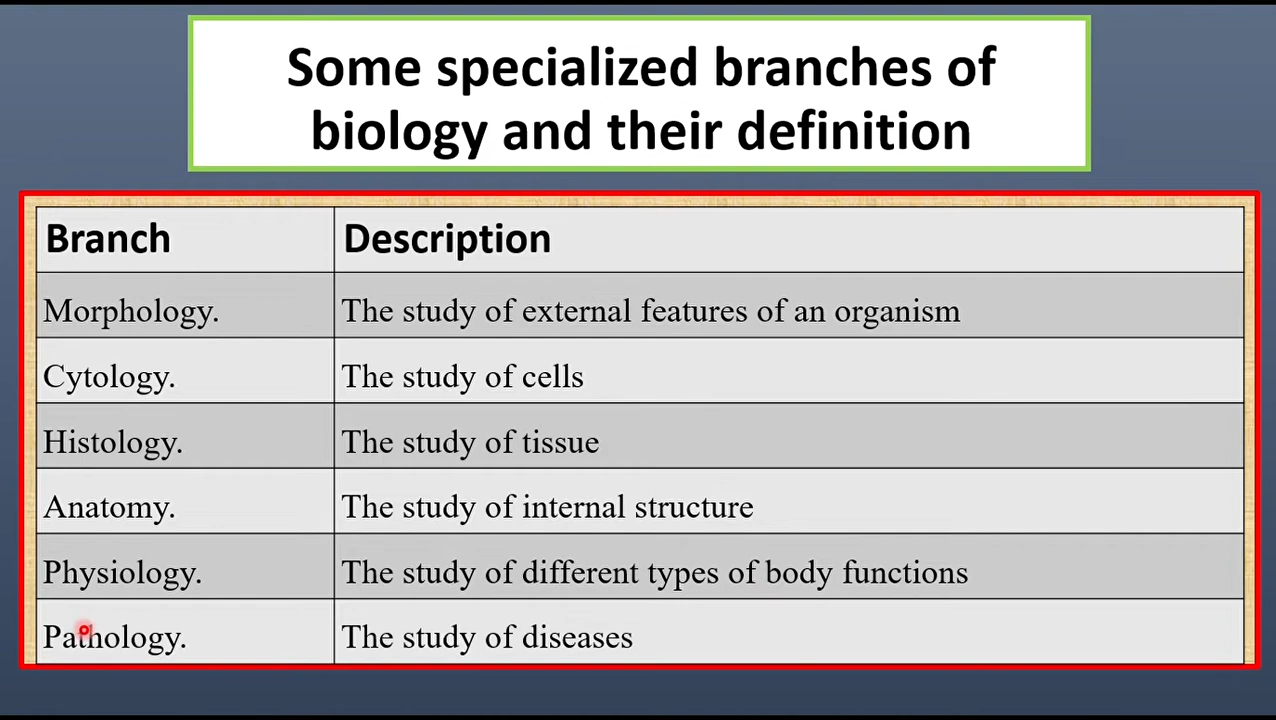 Some specialized branches of
biology and their definition
Branch Description
Morphology. The study of external features of an organism
Cytology. The study of cells
Histology. The study of tissue
Anatomy. The study of internal structure
Physiology. The study of different types of body functions
Pathology. The study of diseases